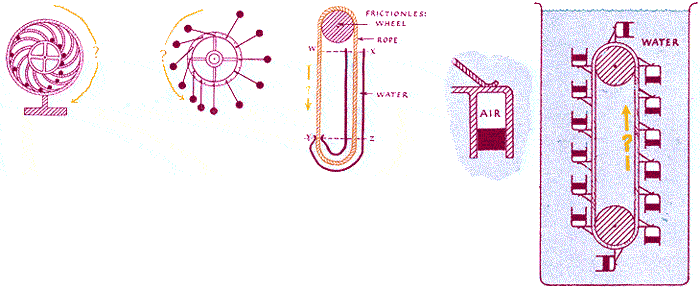 ?
?
FRICTIONLESS
WHEEL
ROPE
W
X
?
WATER
Y
Z
AIR
WATER
?